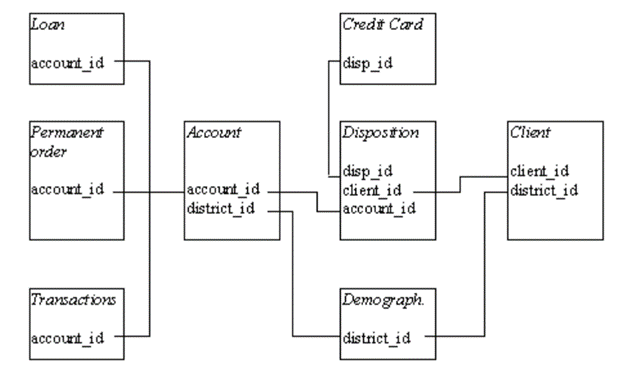 Loan
account_id
Credit Card
disp_id
Permanent
order
account_id
Account
account_id
district_id
Disposition
disp_id
client_id
account_id
Client
client_id
district_id
Transactions
account_id
Demograph.
district_id